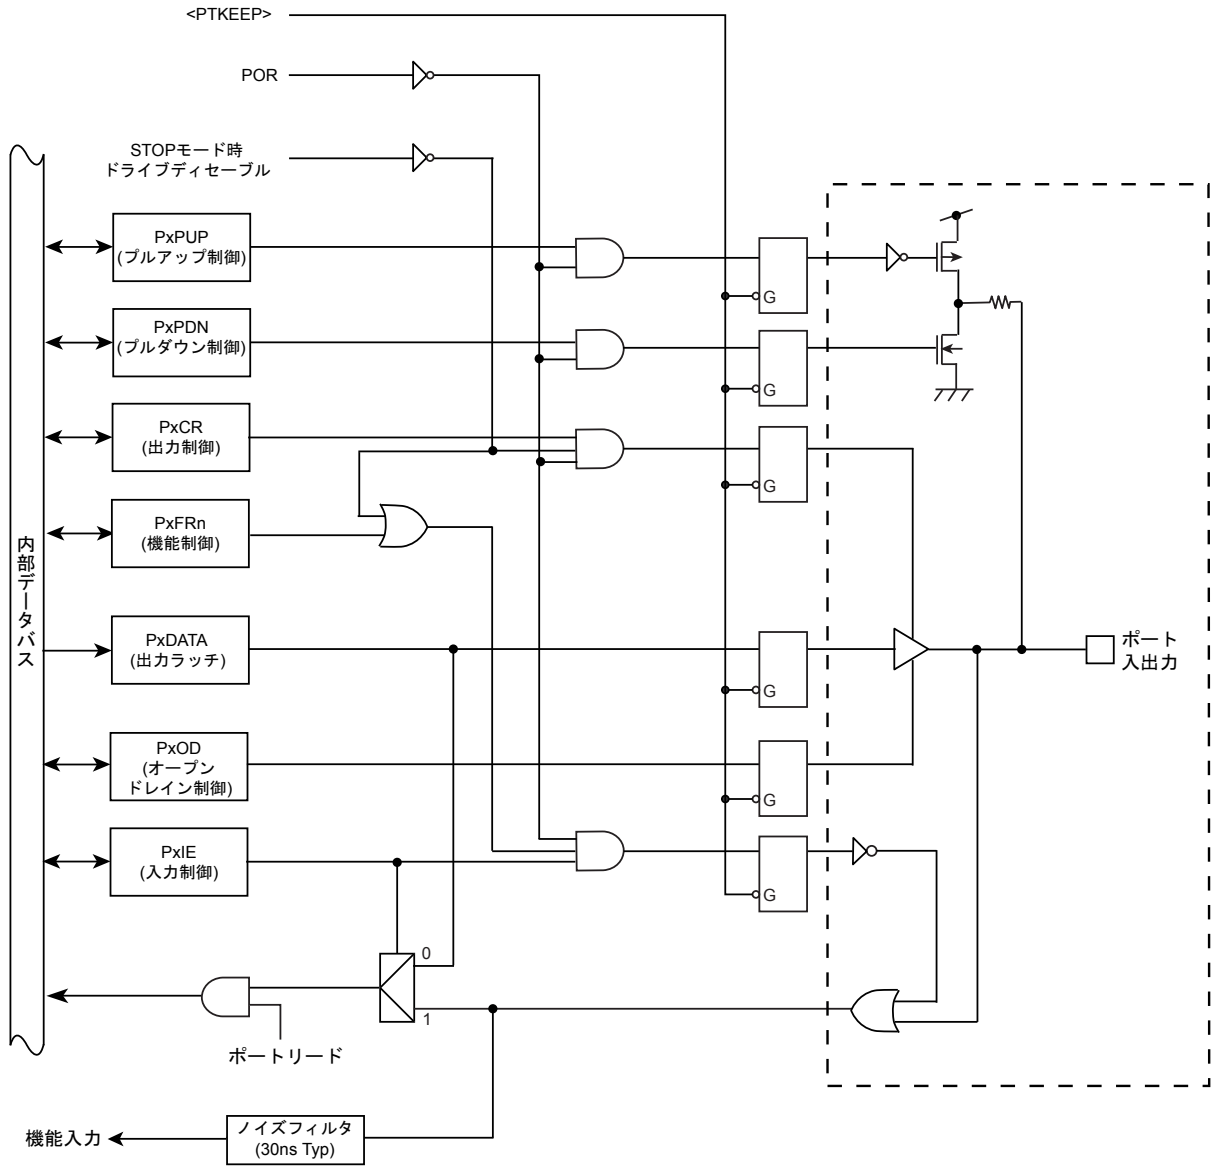 <PTKEEP>
POR
STOPモード時
ドライブディセーブル
PxPUP
(プルアップ制御)
G
PxPDN
(プルダウン制御)
G
PxCR
(出力制御)
G
PxFRn
(機能制御)
内部データバス
PxDATA
(出力ラッチ)
G
ポート
入出力
PxOD
(オープン
ドレイン制御)
G
PxIE
(入力制御)
G
0
1
ポートリード
機能入力
ノイズフィルタ
(30ns Typ)